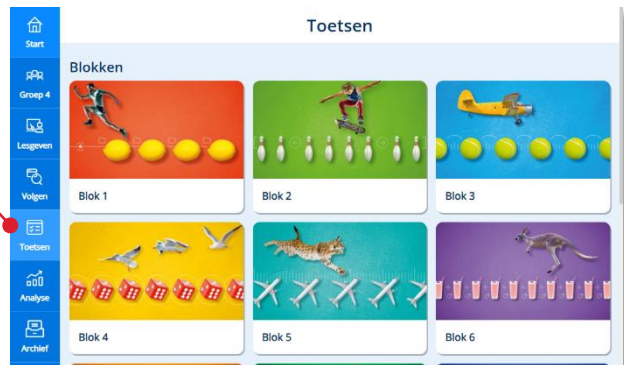 Start
Groep 4
Lesgeven
Volgen
Toetsen
Analyse
Archief
Toetsen
Blokken
Blok 1
Blok 2
Blok 3
Blok 4
Blok 5
Blok 6